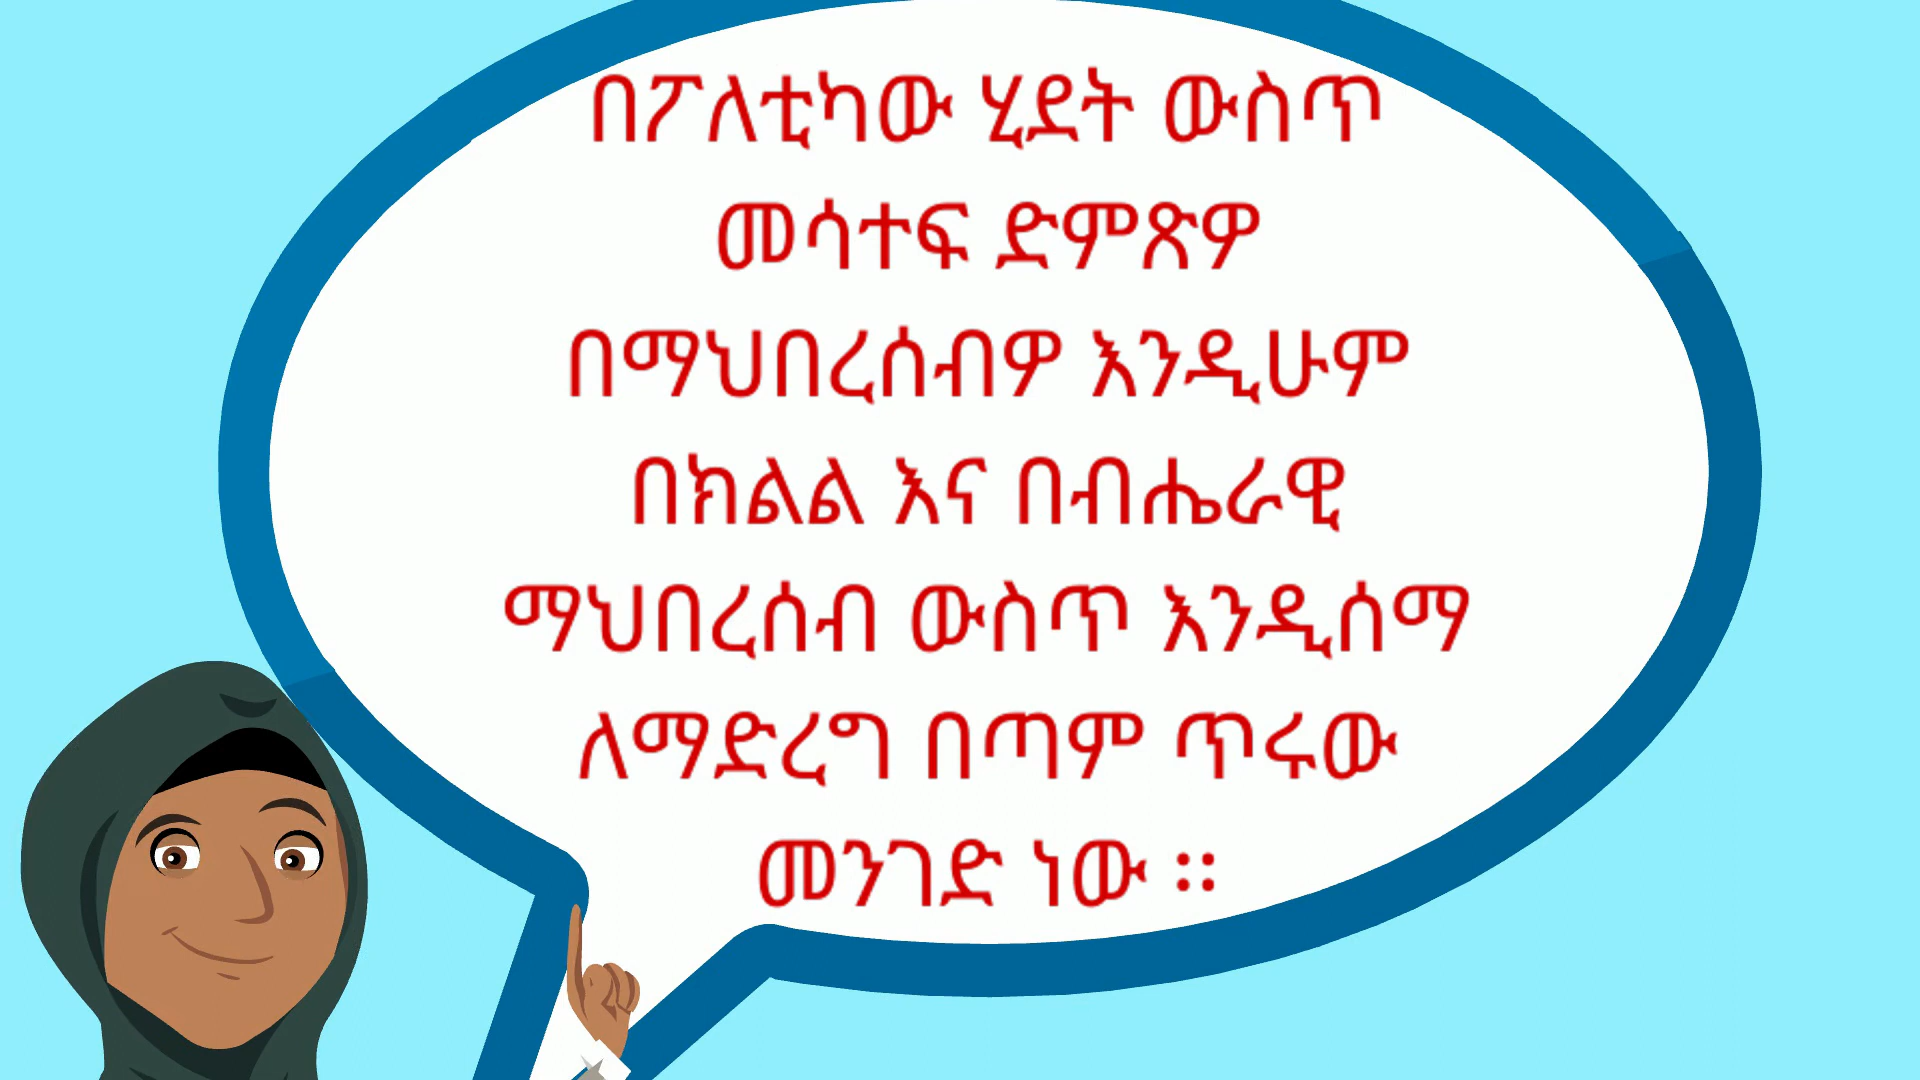 በፖለቲካው ሂደት ውስጥ
መሳተፍ ድምጽዎ
በማህበረሰብዎ እንዲሁም
በክልል እና በብሔራዊ
ማህበረሰብ ውስጥ እንዲሰማ
ለማድረግ በጣም ጥሩው
መንገድ ነው ።